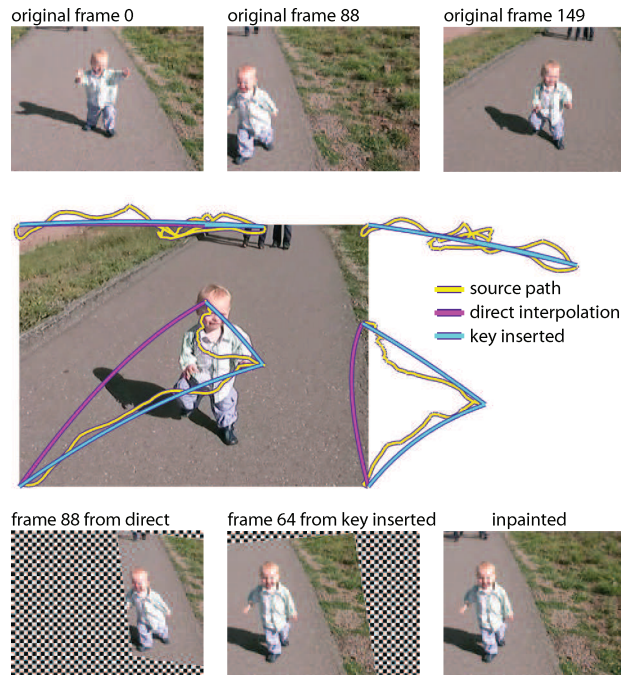 original frame 0
original frame 88
original frame 149
source path
direct interpolation
key inserted
frame 88 from direct
frame 64 from key inserted
inpainted